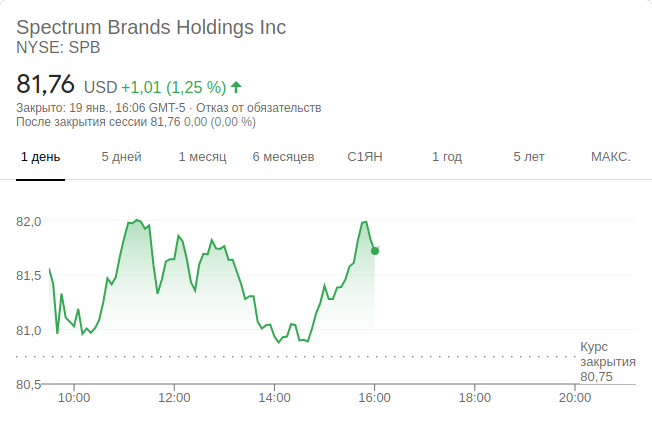 Spectrum Brands Holdings Inc
NYSE: SPB
81,76 USD +1,01 (1,25 %)
Закрыто: 19 янв., 16:06 GMT-5 · Отказ от обязательств
После закрытия сессии 81,76 0,00 (0,00 %)
1 день 5 дней 1 месяц 6 месяцев С1ЯН 1 год 5 лет МАКС.
82,0
81,5
81,0
Курс
закрытия
80,75
80,5
10:00 12:00 14:00 16:00 18:00 20:00